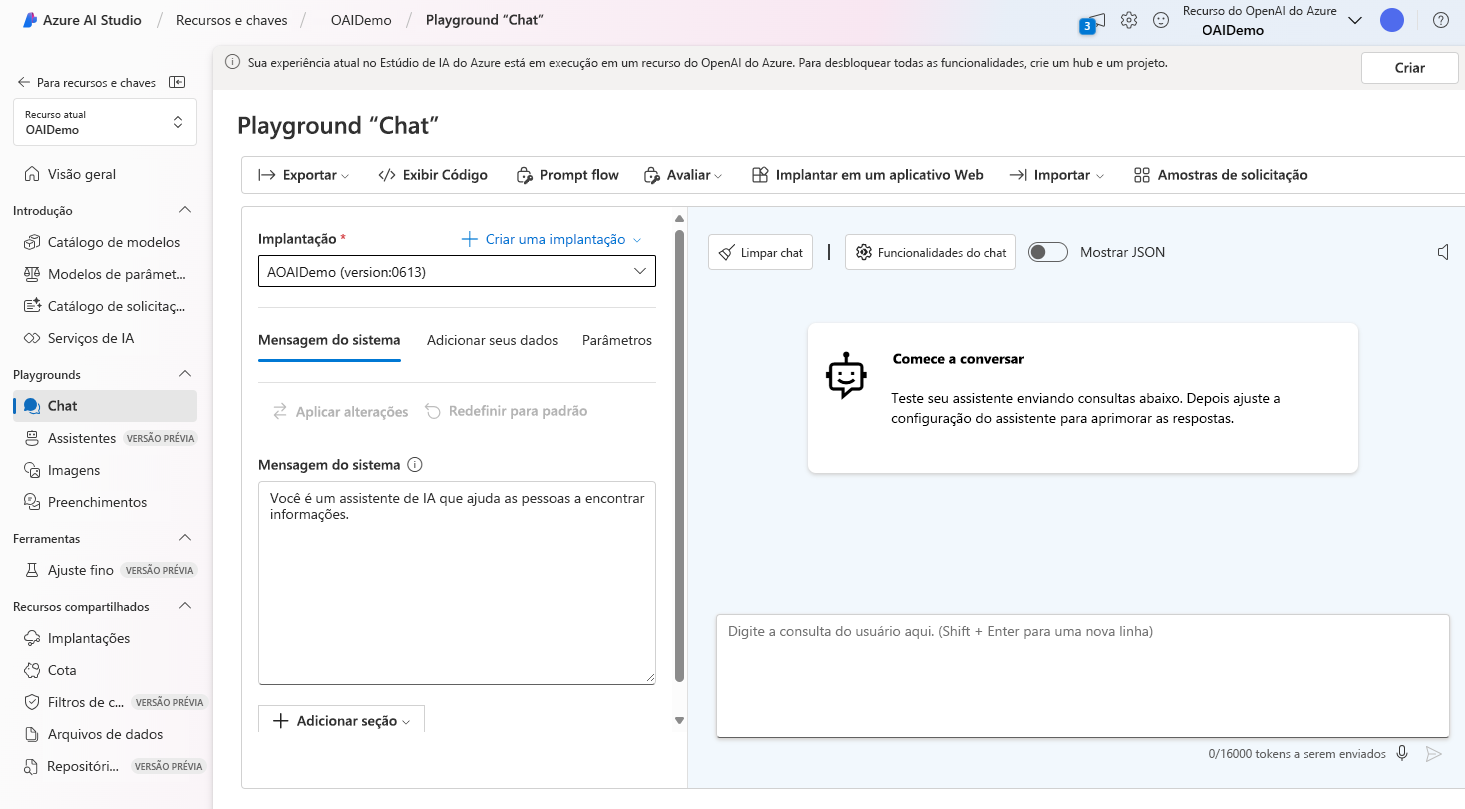 Azure AI Studio / Recursos e chaves / OAIDemo / Playground “Chat”
3
Recurso do OpenAI do Azure
OAIDemo
Para recursos e chaves
Recurso atual
OAIDemo
Visão geral
Introdução
Catálogo de modelos
Modelos de parâmet...
Catálogo de solicitaç...
Serviços de IA
Playgrounds
Chat
Assistentes VERSÃO PRÉVIA
Imagens
Preenchimentos
Ferramentas
Ajuste fino VERSÃO PRÉVIA
Recursos compartilhados
Implantações
Cota
Filtros de c... VERSÃO PRÉVIA
Arquivos de dados
Repositóri... VERSÃO PRÉVIA
Sua experiência atual no Estúdio de IA do Azure está em execução em um recurso do OpenAI do Azure. Para desbloquear todas as funcionalidades, crie um hub e um projeto.
Criar
Playground “Chat”
Exportar Exibir Código Prompt flow Avaliar Implantar em um aplicativo Web Importar Amostras de solicitação
Implantação * Criar uma implantação
AOAIDemo (version:0613)
Mensagem do sistema Adicionar seus dados Parâmetros
Aplicar alterações Redefinir para padrão
Mensagem do sistema
Você é um assistente de IA que ajuda as pessoas a encontrar
informações.
Adicionar seção
Limpar chat | Funcionalidades do chat Mostrar JSON
Comece a conversar
Teste seu assistente enviando consultas abaixo. Depois ajuste a
configuração do assistente para aprimorar as respostas.
Digite a consulta do usuário aqui. (Shift + Enter para uma nova linha)
0/16000 tokens a serem enviados